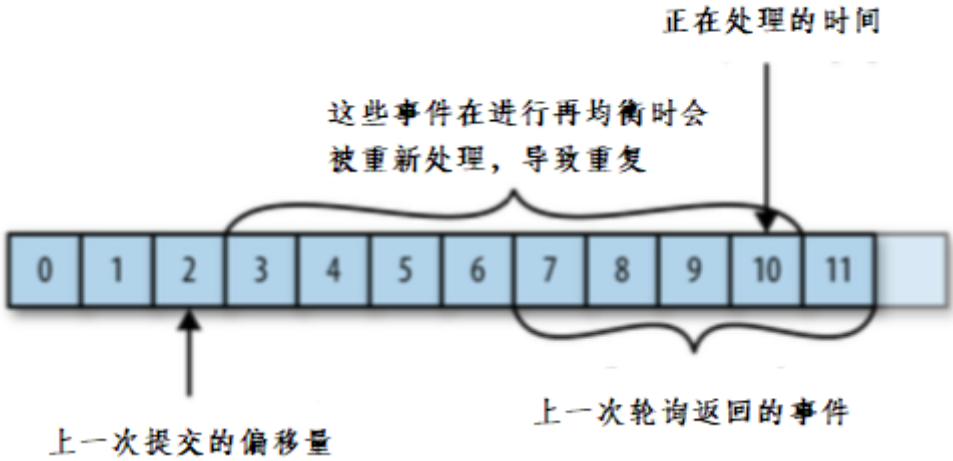 正在处理的时间
这些事件在进行再均衡时会
被重新处理，导致重复
0 1 2 3 4 5 6 7 8 9 10 11
上一次轮询返回的事件
上一次提交的偏移量